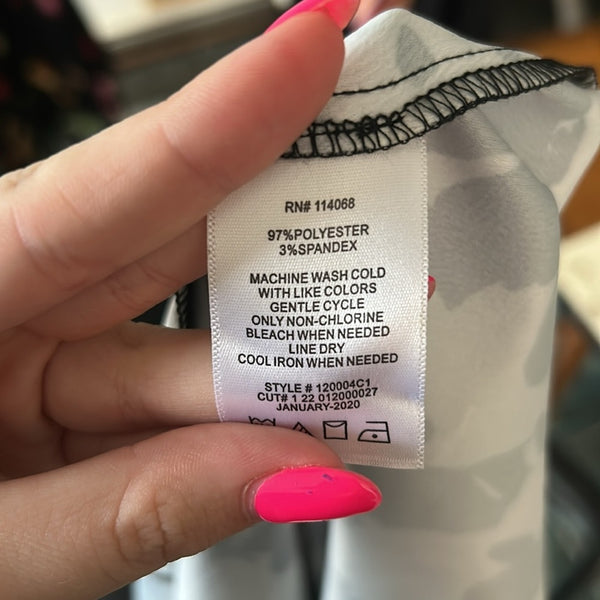 RN# 114068
97%POLYESTER
3%SPANDEX
MACHINE WASH COLD
WITH LIKE COLORS
GENTLE CYCLE
ONLY NON-CHLORINE
BLEACH WHEN NEEDED
LINE DRY
COOL IRON WHEN NEEDED
STYLE # 120004C1
CUT# 1 22 012000027
JANUARY-2020